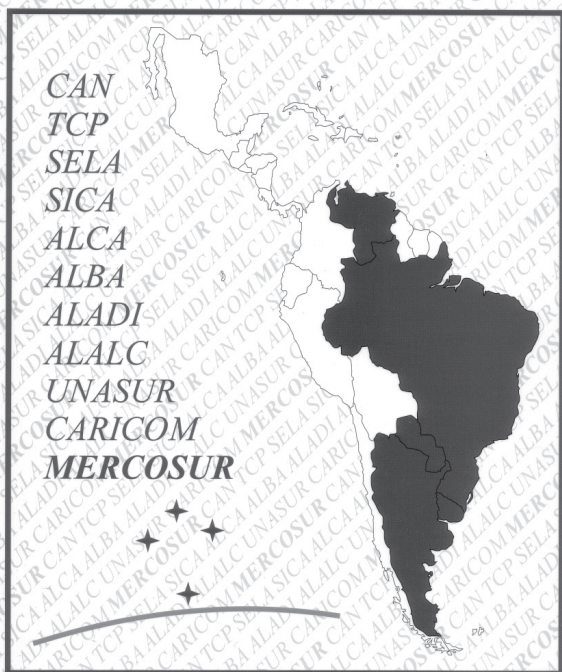 CAN
TCP
SELA
SICA
ALCA
ALBA
ALADI
ALALC
UNASUR
CARICOM
MERCOSUR